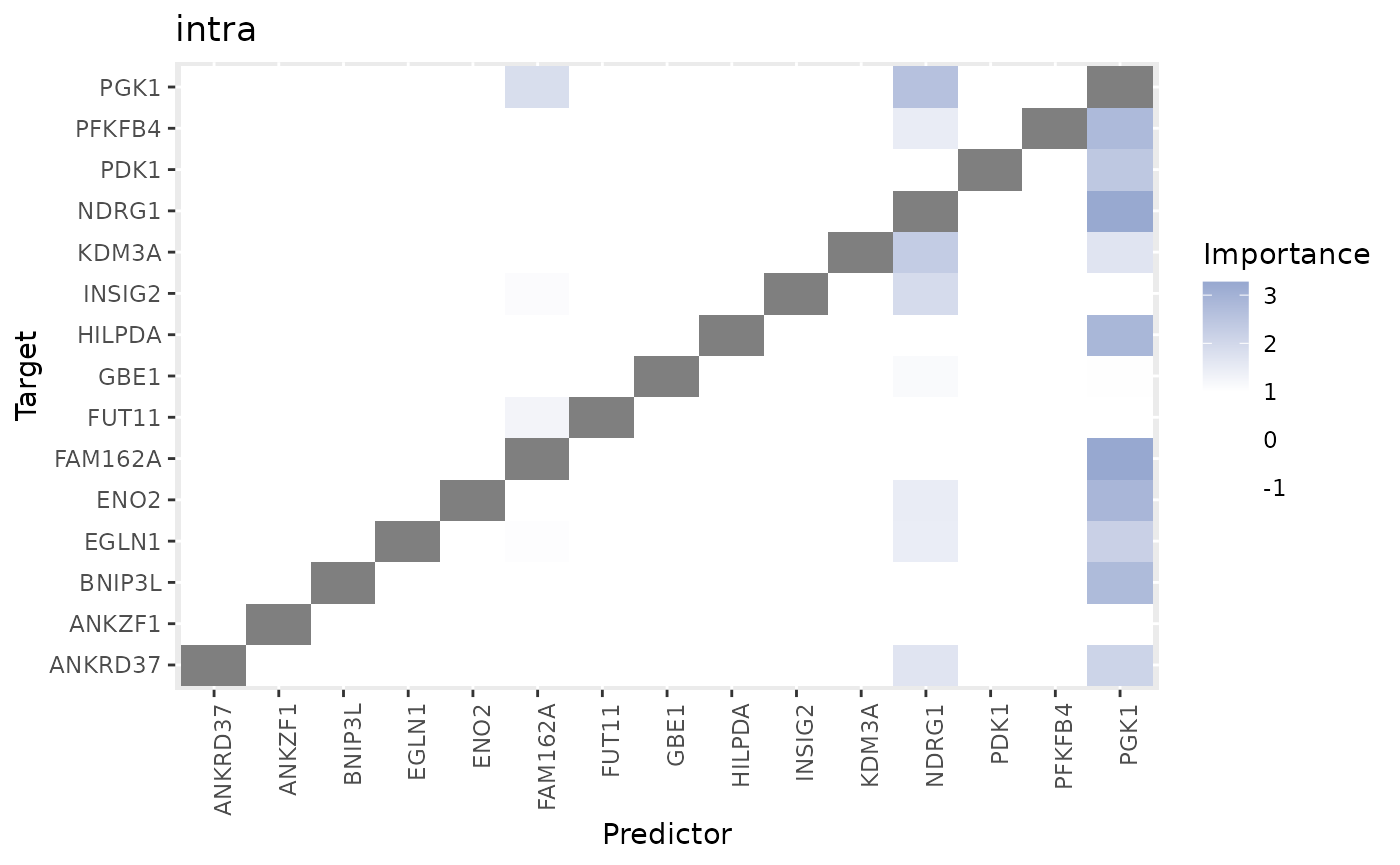 intra
PGK1
PFKFB4
PDK1
NDRG1
KDM3A
INSIG2
HILPDA
GBE1
FUT11
FAM162A
ENO2
EGLN1
BNIP3L
ANKZF1
ANKRD37
Target
ANKRD37
ANKZF1
BNIP3L
EGLN1
ENO2
FAM162A
FUT11
GBE1
HILPDA
INSIG2
KDM3A
NDRG1
PDK1
PFKFB4
PGK1
Predictor
Importance
3
2
1
0
-1